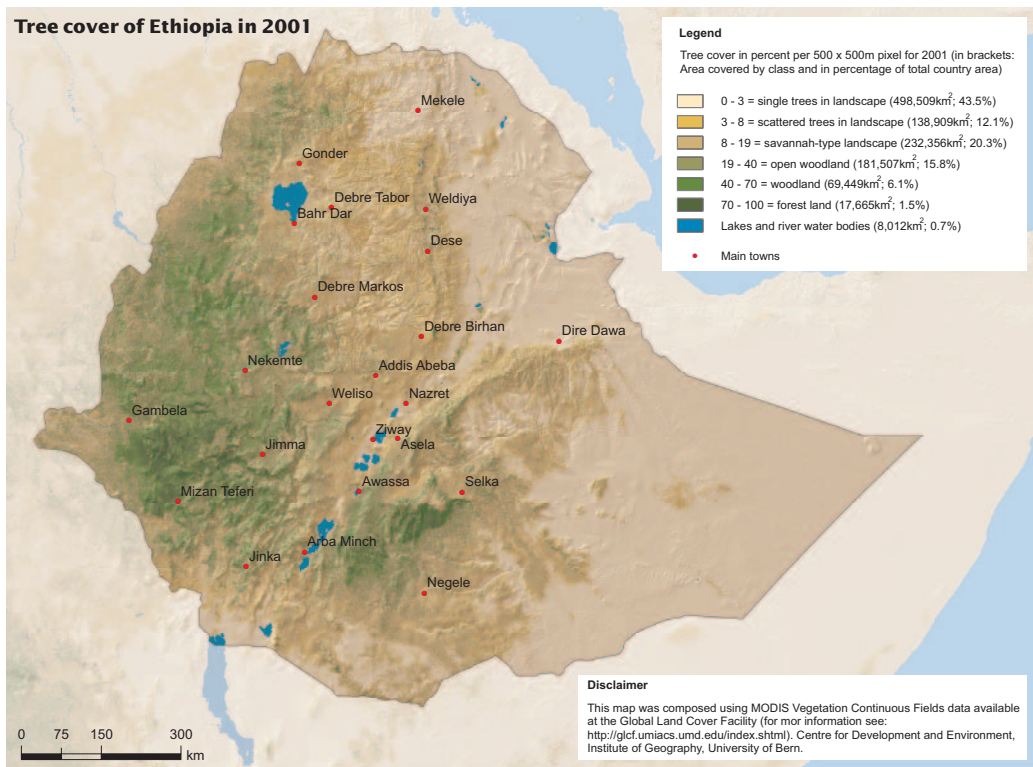 Tree cover of Ethiopia in 2001
Legend
Tree cover in percent per 500 x 500m pixel for 2001 (in brackets:
Area covered by class and in percentage of total country area)
0 - 3 = single trees in landscape (498,509km²; 43.5%)
3 - 8 = scattered trees in landscape (138,909km²; 12.1%)
8 - 19 = savannah-type landscape (232,356km²; 20.3%)
19 - 40 = open woodland (181,507km²; 15.8%)
40 - 70 = woodland (69,449km²; 6.1%)
70 - 100 = forest land (17,665km²; 1.5%)
Lakes and river water bodies (8,012km²; 0.7%)
Main towns
Mekele
Gonder
Debre Tabor
Weldiya
Bahr Dar
Dese
Debre Markos
Debre Birhan
Dire Dawa
Nekemte
Addis Abeba
Weliso
Nazret
Gambela
Ziway
Asela
Jimma
Awassa
Selka
Mizan Teferi
Arba Minch
Jinka
Negele
Disclaimer
This map was composed using MODIS Vegetation Continuous Fields data available
at the Global Land Cover Facility (for mor information see:
http://glcf.umiacs.umd.edu/index.shtml). Centre for Development and Environment,
Institute of Geography, University of Bern.
0 75 150 300
km